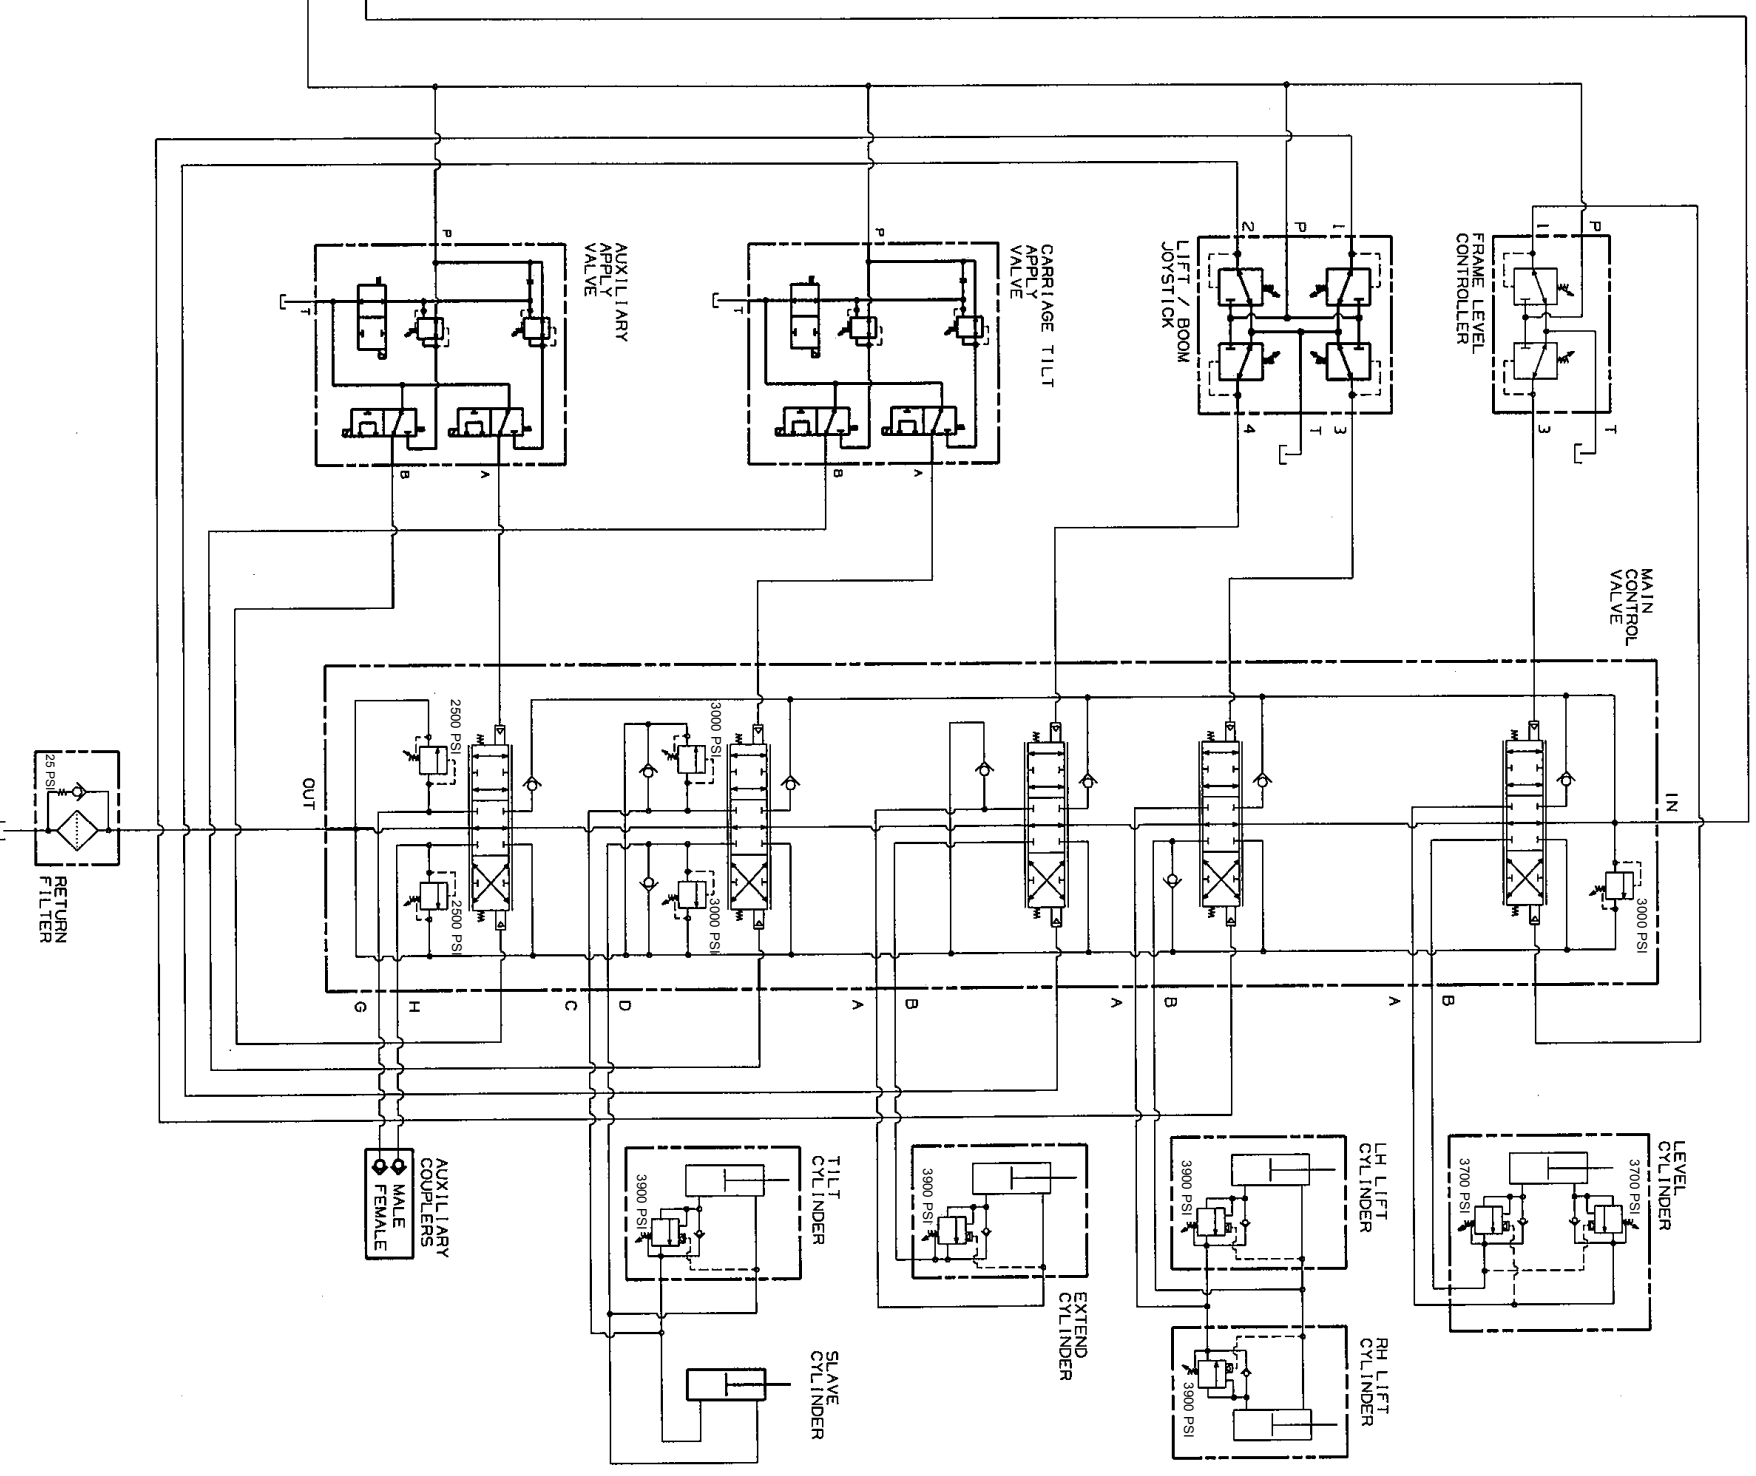 P
P
2
P
1
1
P
AUXILIARY
APPLY
VALVE
CARRIAGE TILT
APPLY
VALVE
LIFT / BOOM
JOYSTICK
FRAME LEVEL
CONTROLLER
T
T
B
A
B
A
4
T
3
3
T
MAIN
CONTROL
VALVE
2500 PSI
3000 PSI
25 PSI
OUT
IN
RETURN
FILTER
2500 PSI
3000 PSI
3000 PSI
G
H
C
D
A
B
A
B
A
B
AUXILIARY
COUPLERS
MALE
FEMALE
TILT
CYLINDER
3900 PSI
3900 PSI
LH LIFT
CYLINDER
3900 PSI
LEVEL
CYLINDER
3700 PSI
3700 PSI
EXTEND
CYLINDER
SLAVE
CYLINDER
RH LIFT
CYLINDER
3900 PSI